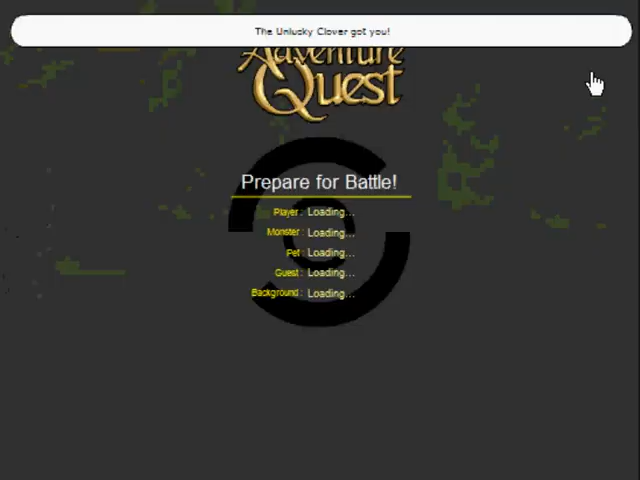 The Unlucky Clover got you!
Adventure
Quest
Prepare for Battle!
Player: Loading...
Monster: Loading...
Pet: Loading...
Guest: Loading...
Background: Loading...